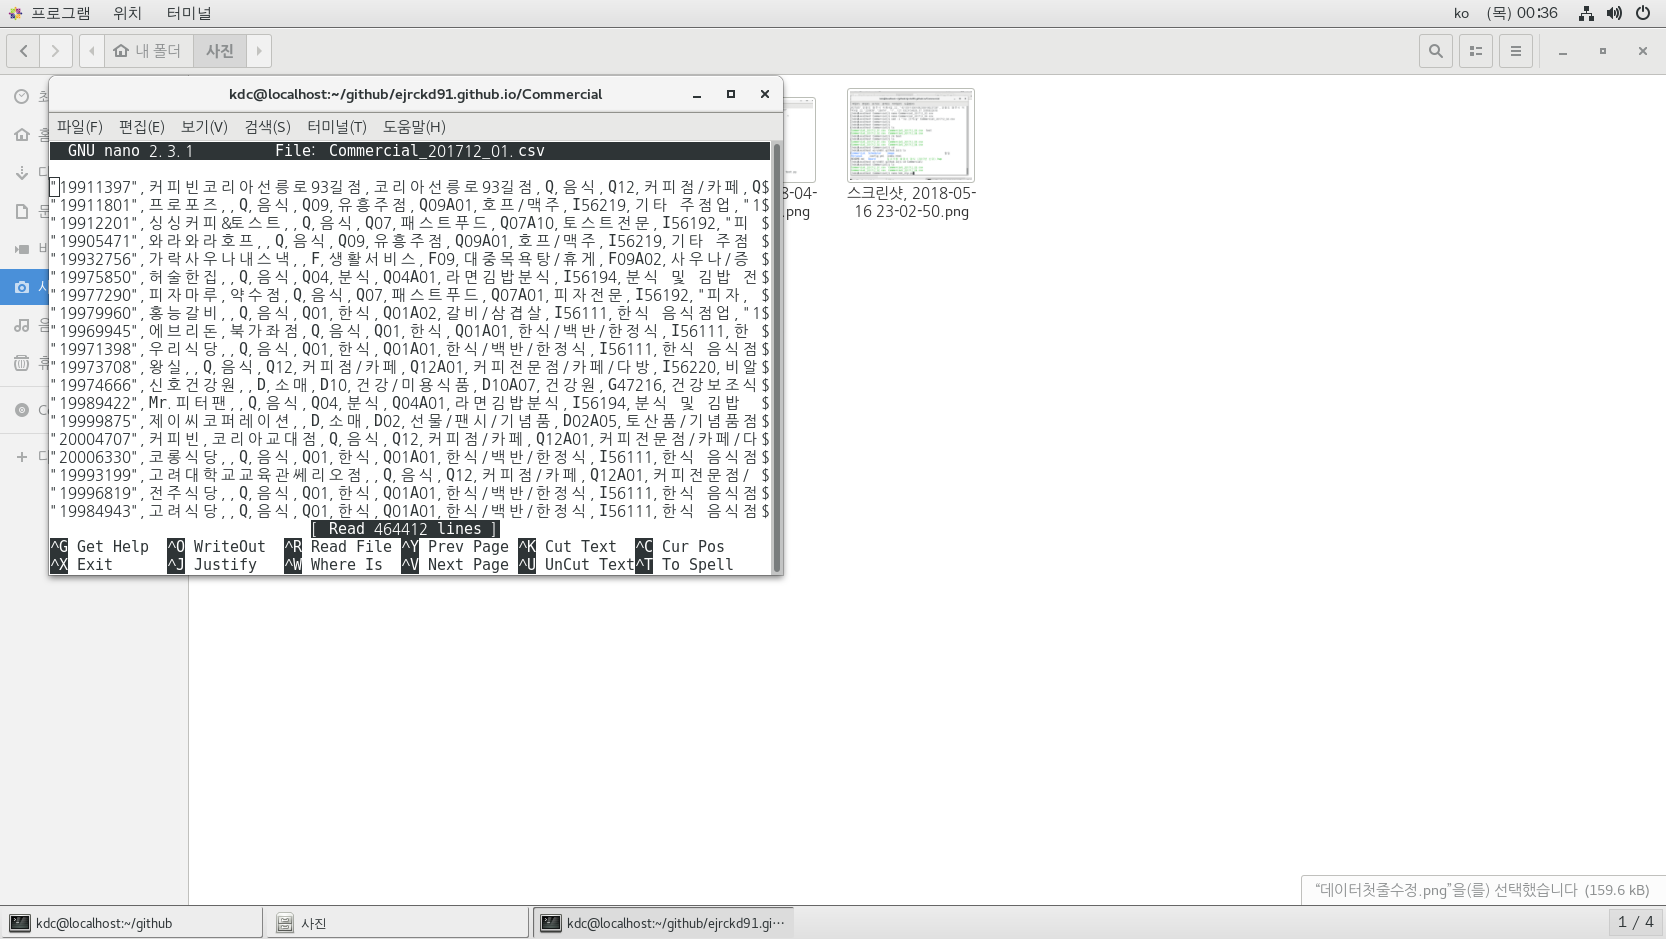 프로그램 위치 터미널 ko (목) 00:36
내 폴더 사진
kdc@localhost:~/github/ejrckd91.github.io/Commercial
파일(F) 편집(E) 보기(V) 검색(S) 터미널(T) 도움말(H)
GNU nano 2.3.1 File: Commercial_201712_01.csv
"19911397",커피빈코리아선릉로93길점,코리아선릉로93길점,Q,음식,Q12,커피점/카페,Q$
"19911801",프로포즈,,Q,음식,Q09,유흥주점,Q09A01,호프/맥주,I56219,기타 주점업,"1$
"19912201",싱싱커피&토스트,,Q,음식,Q07,패스트푸드,Q07A10,토스트전문,I56192,"피 $
"19905471",와라와라호프,,Q,음식,Q09,유흥주점,Q09A01,호프/맥주,I56219,기타 주점 $
"19932756",가락사우나내스낵,,F,생활서비스,F09,대중목욕탕/휴게,F09A02,사우나/증 $
"19975850",허술한집,,Q,음식,Q04,분식,Q04A01,라면김밥분식,I56194,분식 및 김밥 전$
"19977290",피자마루,약수점,Q,음식,Q07,패스트푸드,Q07A01,피자전문,I56192,"피자, $
"19979960",홍능갈비,,Q,음식,Q01,한식,Q01A02,갈비/삼겹살,I56111,한식 음식점업,"1$
"19969945",에브리돈,북가좌점,Q,음식,Q01,한식,Q01A01,한식/백반/한정식,I56111,한 $
"19971398",우리식당,,Q,음식,Q01,한식,Q01A01,한식/백반/한정식,I56111,한식 음식점$
"19973708",왕실,,Q,음식,Q12,커피점/카페,Q12A01,커피전문점/카페/다방,I56220,비알$
"19974666",신호건강원,,D,소매,D10,건강/미용식품,D10A07,건강원,G47216,건강보조식$
"19989422",Mr.피터팬,,Q,음식,Q04,분식,Q04A01,라면김밥분식,I56194,분식 및 김밥 $
"19999875",제이씨코퍼레이션,,D,소매,D02,선물/팬시/기념품,D02A05,토산품/기념품점$
"20004707",커피빈,코리아교대점,Q,음식,Q12,커피점/카페,Q12A01,커피전문점/카페/다$
"20006330",코롱식당,,Q,음식,Q01,한식,Q01A01,한식/백반/한정식,I56111,한식 음식점$
"19993199",고려대학교교육관쎄리오점,,Q,음식,Q12,커피점/카페,Q12A01,커피전문점/ $
"19996819",전주식당,,Q,음식,Q01,한식,Q01A01,한식/백반/한정식,I56111,한식 음식점$
"19984943",고려식당,,Q,음식,Q01,한식,Q01A01,한식/백반/한정식,I56111,한식 음식점$
[ Read 464412 lines ]
^G Get Help ^O WriteOut ^R Read File ^Y Prev Page ^K Cut Text ^C Cur Pos
^X Exit ^J Justify ^W Where Is ^V Next Page ^U UnCut Text ^T To Spell
8-04-
.png
스크린샷, 2018-05-
16 23-02-50.png
"데이터첫줄수정.png"을(를) 선택했습니다 (159.6 kB)
kdc@localhost:~/github 사진 kdc@localhost:~/github/ejrckd91.gi··· 1 / 4